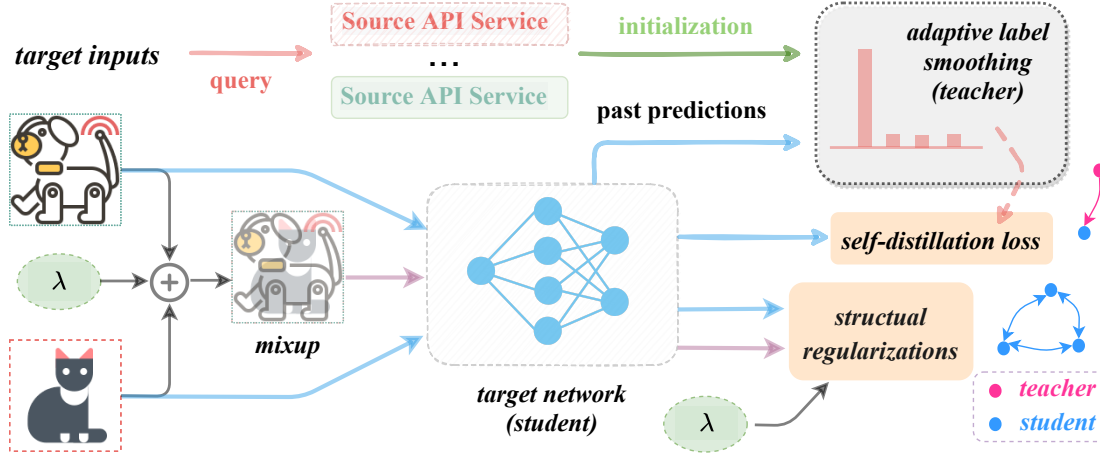 target inputs
query
Source API Service
...
Source API Service
initialization
adaptive label
smoothing
(teacher)
past predictions
λ
+
mixup
target network
(student)
self-distillation loss
structual
regularizations
λ
teacher
student